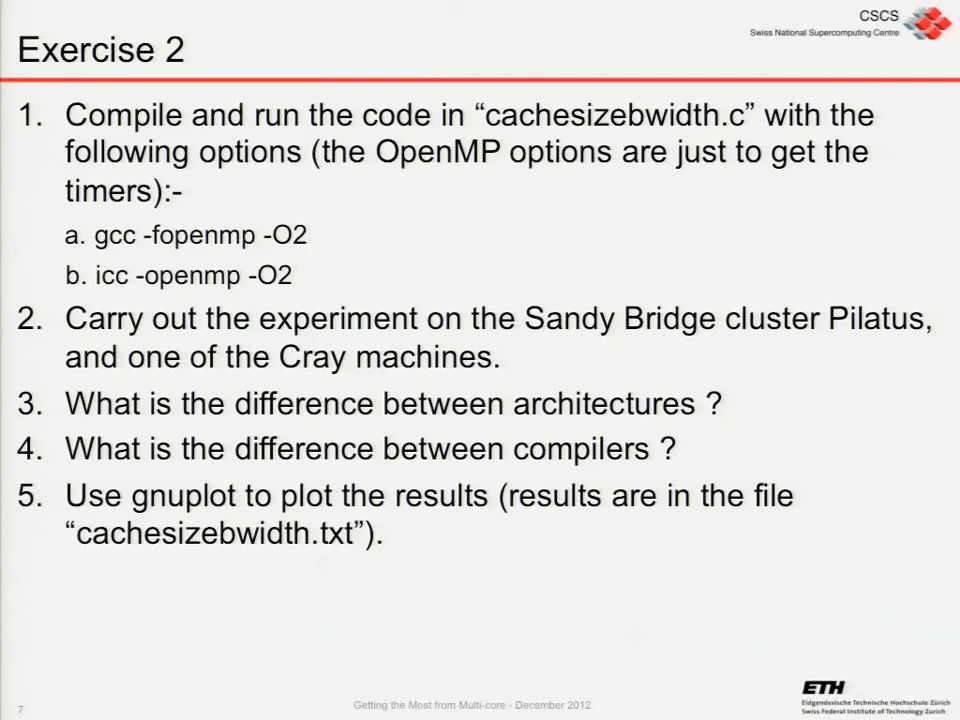 CSCS
Swiss National Supercomputing Centre
Exercise 2
1. Compile and run the code in “cachesizebwidth.c” with the
following options (the OpenMP options are just to get the
timers):-
a. gcc -fopenmp -O2
b. icc -openmp -O2
2. Carry out the experiment on the Sandy Bridge cluster Pilatus,
and one of the Cray machines.
3. What is the difference between architectures ?
4. What is the difference between compilers ?
5. Use gnuplot to plot the results (results are in the file
“cachesizebwidth.txt”).
7
Getting the Most from Multi-core - December 2012
ETH
Eidgenössische Technische Hochschule Zürich
Swiss Federal Institute of Technology Zurich